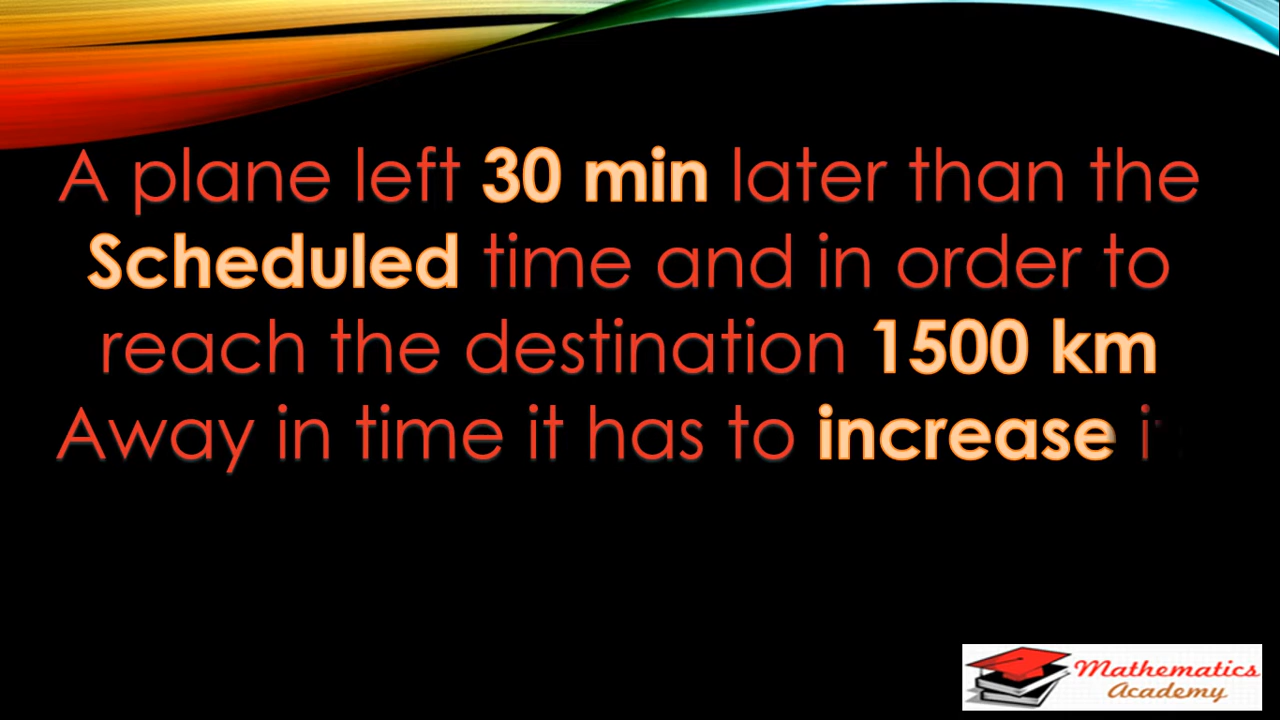 A plane left 30 min later than the
Scheduled time and in order to
reach the destination 1500 km
Away in time it has to increase
Mathematics
Academy